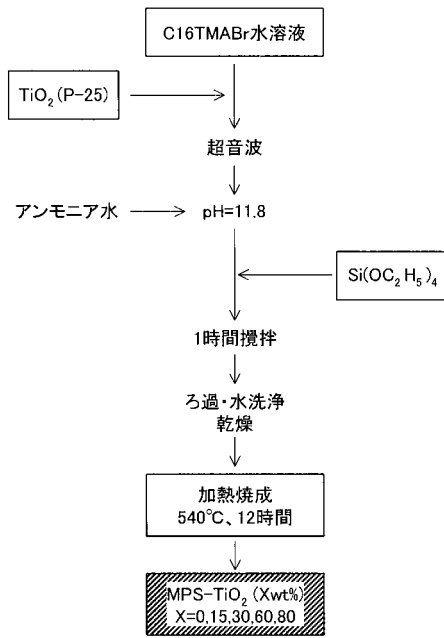 C16TMABr水溶液
TiO2(P-25)
超音波
アンモニア水
pH=11.8
Si(OC2H5)4
1時間攪拌
ろ過・水洗浄
乾燥
加熱焼成
540℃、12時間
MPS-TiO2(Xwt%)
X=0,15,30,60,80